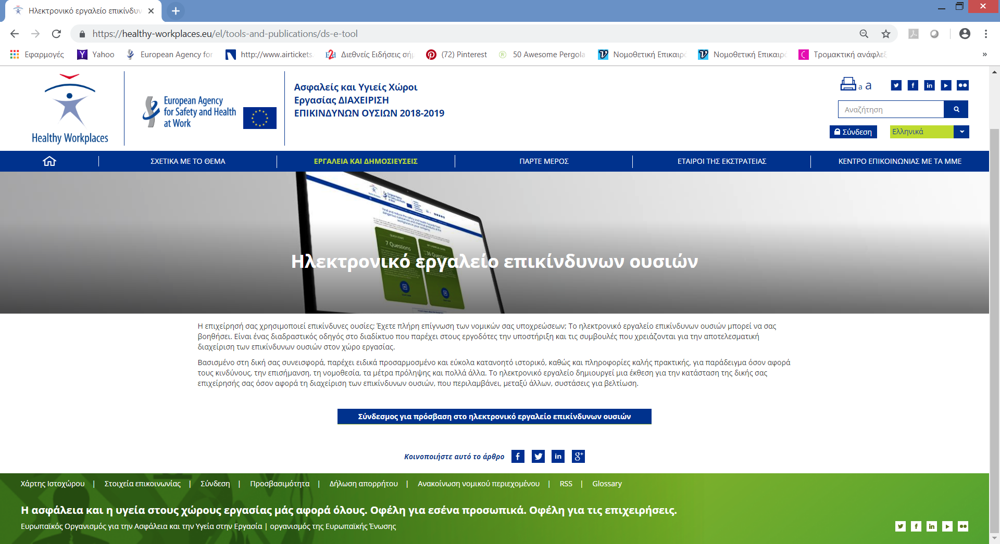 Ηλεκτρονικό εργαλείο επικίνδυν
https://healthy-workplaces.eu/el/tools-and-publications/ds-e-tool
Εφαρμογές Yahoo European Agency for http://www.airtickets. Διεθνείς Ειδήσεις σήμ (72) Pinterest 50 Awesome Pergola Νομοθετική Επικαιρό Νομοθετική Επικαιρό Τρομακτική ανάφλεξ »
Healthy Workplaces
European Agency
for Safety and Health
at Work
Ασφαλείς και Υγιείς Χώροι
Εργασίας ΔΙΑΧΕΙΡΙΣΗ
ΕΠΙΚΙΝΔΥΝΩΝ ΟΥΣΙΩΝ 2018-2019
a a
Αναζήτηση
Σύνδεση Ελληνικά
ΣΧΕΤΙΚΑ ΜΕ ΤΟ ΘΕΜΑ ΕΡΓΑΛΕΙΑ ΚΑΙ ΔΗΜΟΣΙΕΥΣΕΙΣ ΠΑΡΤΕ ΜΕΡΟΣ ΕΤΑΙΡΟΙ ΤΗΣ ΕΚΣΤΡΑΤΕΙΑΣ ΚΕΝΤΡΟ ΕΠΙΚΟΙΝΩΝΙΑΣ ΜΕ ΤΑ ΜΜΕ
7 Questions
36 Questions
Ηλεκτρονικό εργαλείο επικίνδυνων ουσιών
Η επιχείρησή σας χρησιμοποιεί επικίνδυνες ουσίες; Έχετε πλήρη επίγνωση των νομικών σας υποχρεώσεων; Το ηλεκτρονικό εργαλείο επικίνδυνων ουσιών μπορεί να σας
βοηθήσει. Είναι ένας διαδραστικός οδηγός στο διαδίκτυο που παρέχει στους εργοδότες την υποστήριξη και τις συμβουλές που χρειάζονται για την αποτελεσματική
διαχείριση των επικίνδυνων ουσιών στον χώρο εργασίας.
Βασισμένο στη δική σας συνεισφορά, παρέχει ειδικά προσαρμοσμένο και εύκολα κατανοητό ιστορικό, καθώς και πληροφορίες καλής πρακτικής, για παράδειγμα όσον αφορά
τους κινδύνους, την επισήμανση, τη νομοθεσία, τα μέτρα πρόληψης και πολλά άλλα. Το ηλεκτρονικό εργαλείο δημιουργεί μια έκθεση για την κατάσταση της δικής σας
επιχείρησής σας όσον αφορά τη διαχείριση των επικίνδυνων ουσιών, που περιλαμβάνει, μεταξύ άλλων, συστάσεις για βελτίωση.
Σύνδεσμος για πρόσβαση στο ηλεκτρονικό εργαλείο επικίνδυνων ουσιών
Κοινοποιήστε αυτό το άρθρο
Χάρτης Ιστοχώρου | Στοιχεία επικοινωνίας | Σύνδεση | Προσβασιμότητα | Δήλωση απορρήτου | Ανακοίνωση νομικού περιεχομένου | RSS | Glossary
Η ασφάλεια και η υγεία στους χώρους εργασίας μάς αφορά όλους. Οφέλη για εσένα προσωπικά. Οφέλη για τις επιχειρήσεις.
Ευρωπαϊκός Οργανισμός για την Ασφάλεια και την Υγεία στην Εργασία | οργανισμός της Ευρωπαϊκής Ένωσης